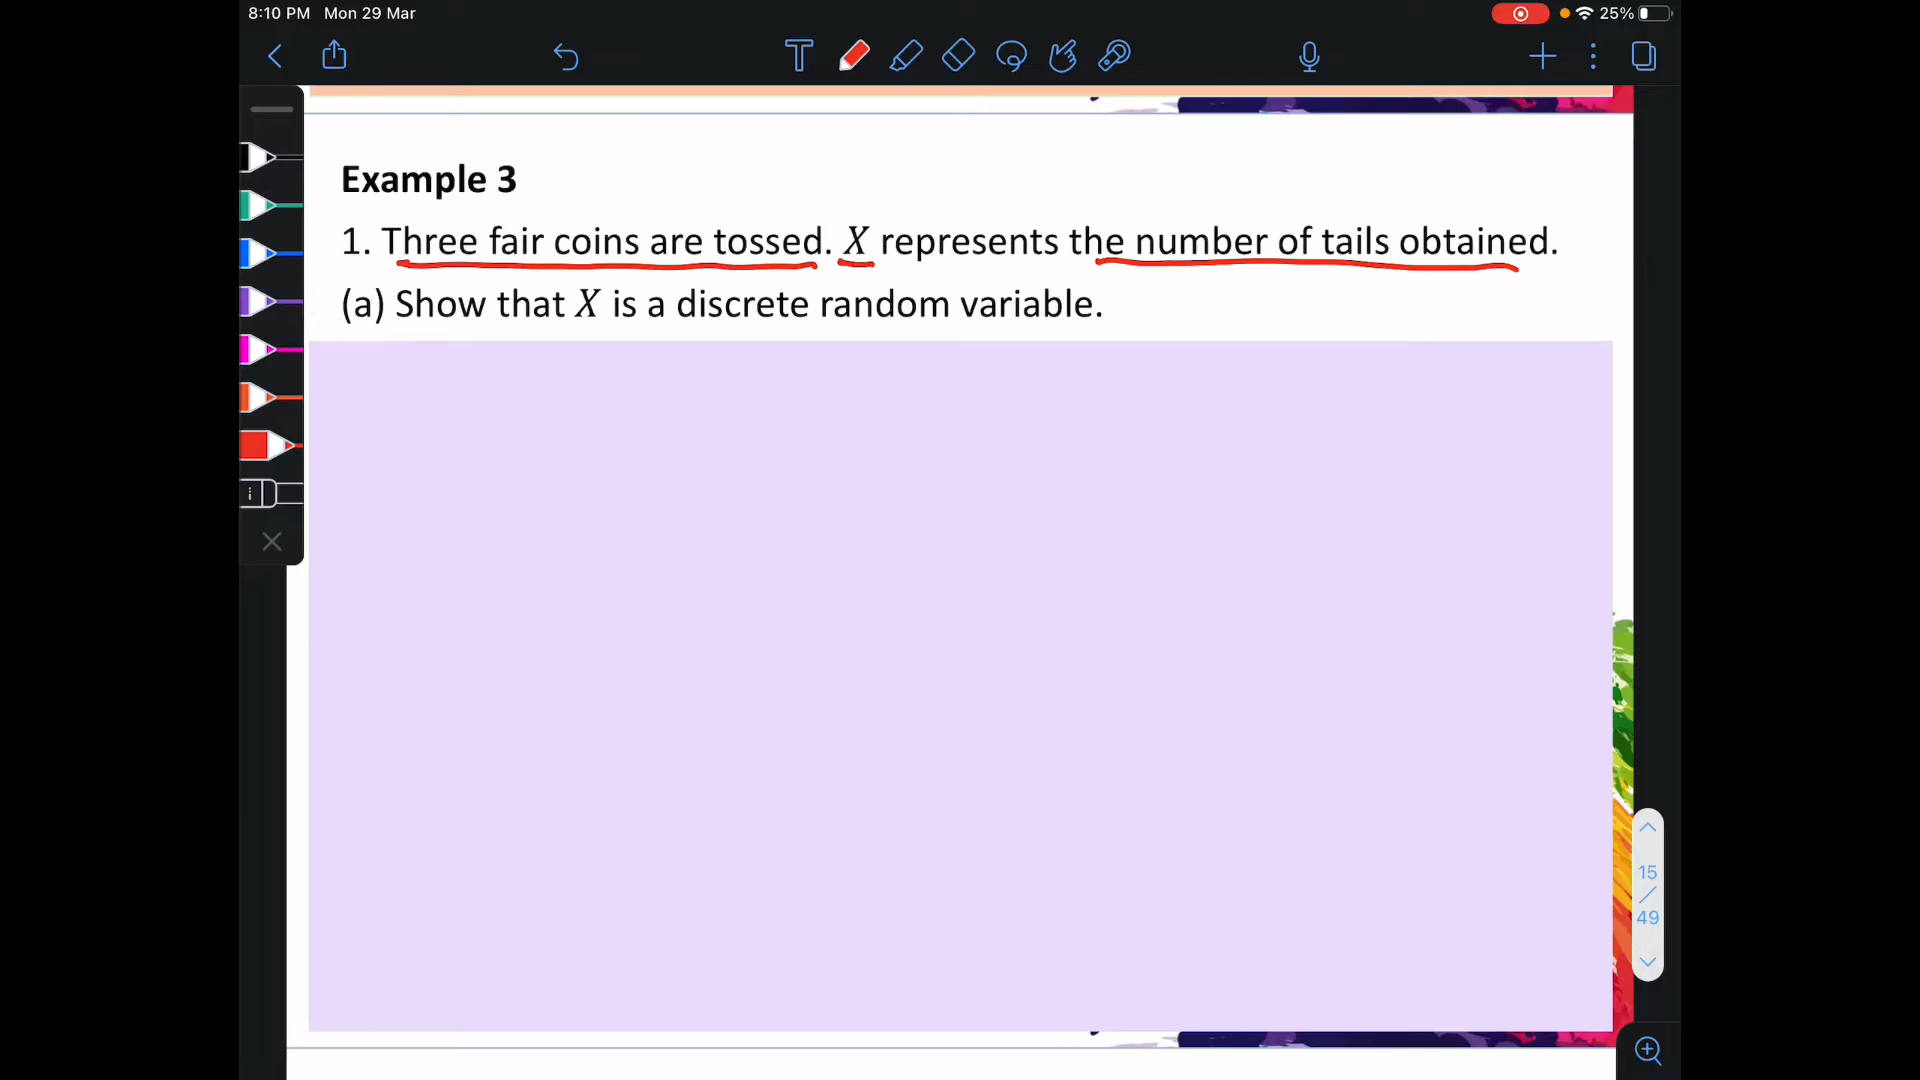 8:10 PM Mon 29 Mar
25%
T
Example 3
1. Three fair coins are tossed. X represents the number of tails obtained.
(a) Show that X is a discrete random variable.
15
/
49